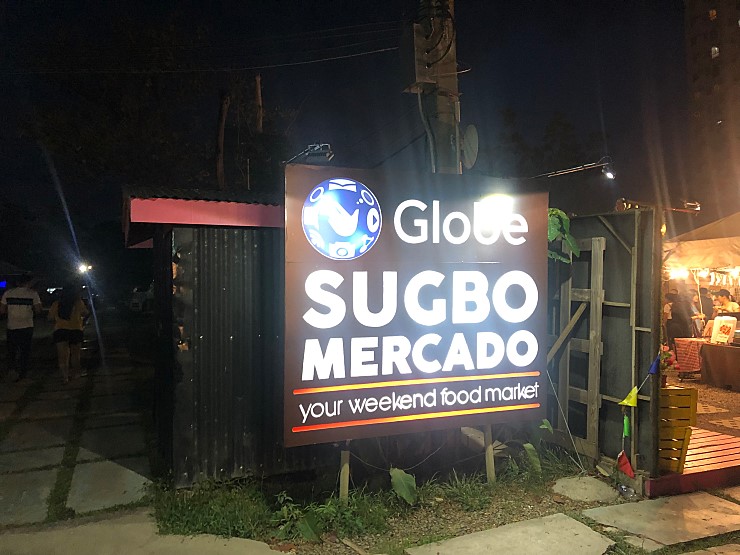 Globe
SUGBO
MERCADO
your weekend food market